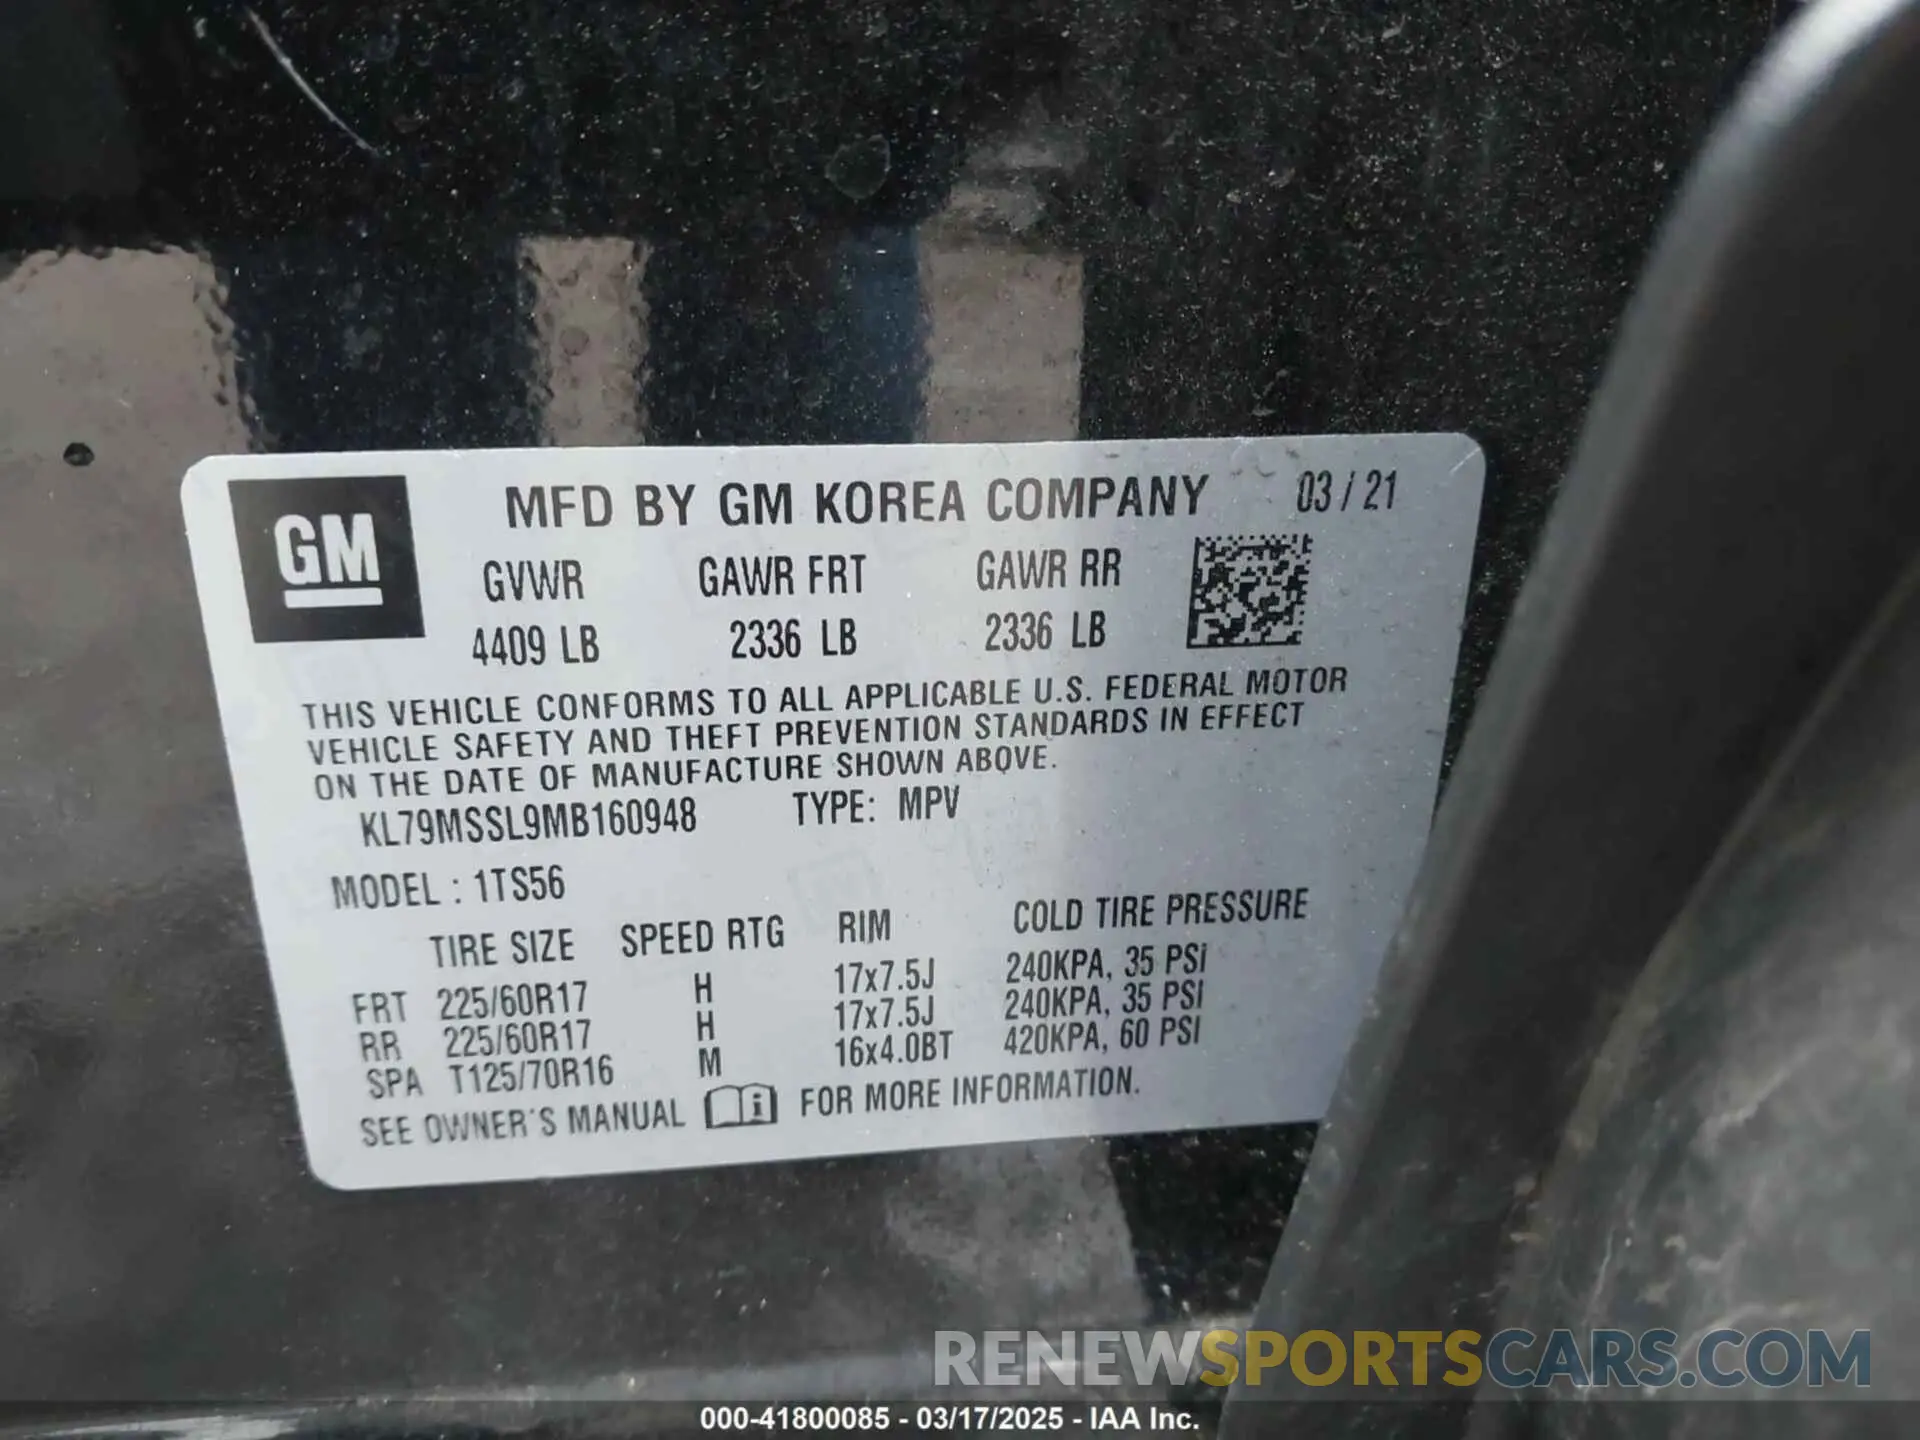 GM
MFD BY GM KOREA COMPANY 03 / 21
GVWR GAWR FRT GAWR RR
4409 LB 2336 LB 2336 LB
THIS VEHICLE CONFORMS TO ALL APPLICABLE U.S. FEDERAL MOTOR
VEHICLE SAFETY AND THEFT PREVENTION STANDARDS IN EFFECT
ON THE DATE OF MANUFACTURE SHOWN ABOVE.
KL79MSSL9MB160948 TYPE: MPV
MODEL : 1TS56
TIRE SIZE SPEED RTG RIM COLD TIRE PRESSURE
FRT 225/60R17 H 17x7.5J 240KPA, 35 PSI
RR 225/60R17 H 17x7.5J 240KPA, 35 PSI
SPA T125/70R16 M 16x4.0BT 420KPA, 60 PSI
SEE OWNER'S MANUAL FOR MORE INFORMATION.
RENEWSPORTSCARS.COM
000-41800085 - 03/17/2025 - IAA Inc.